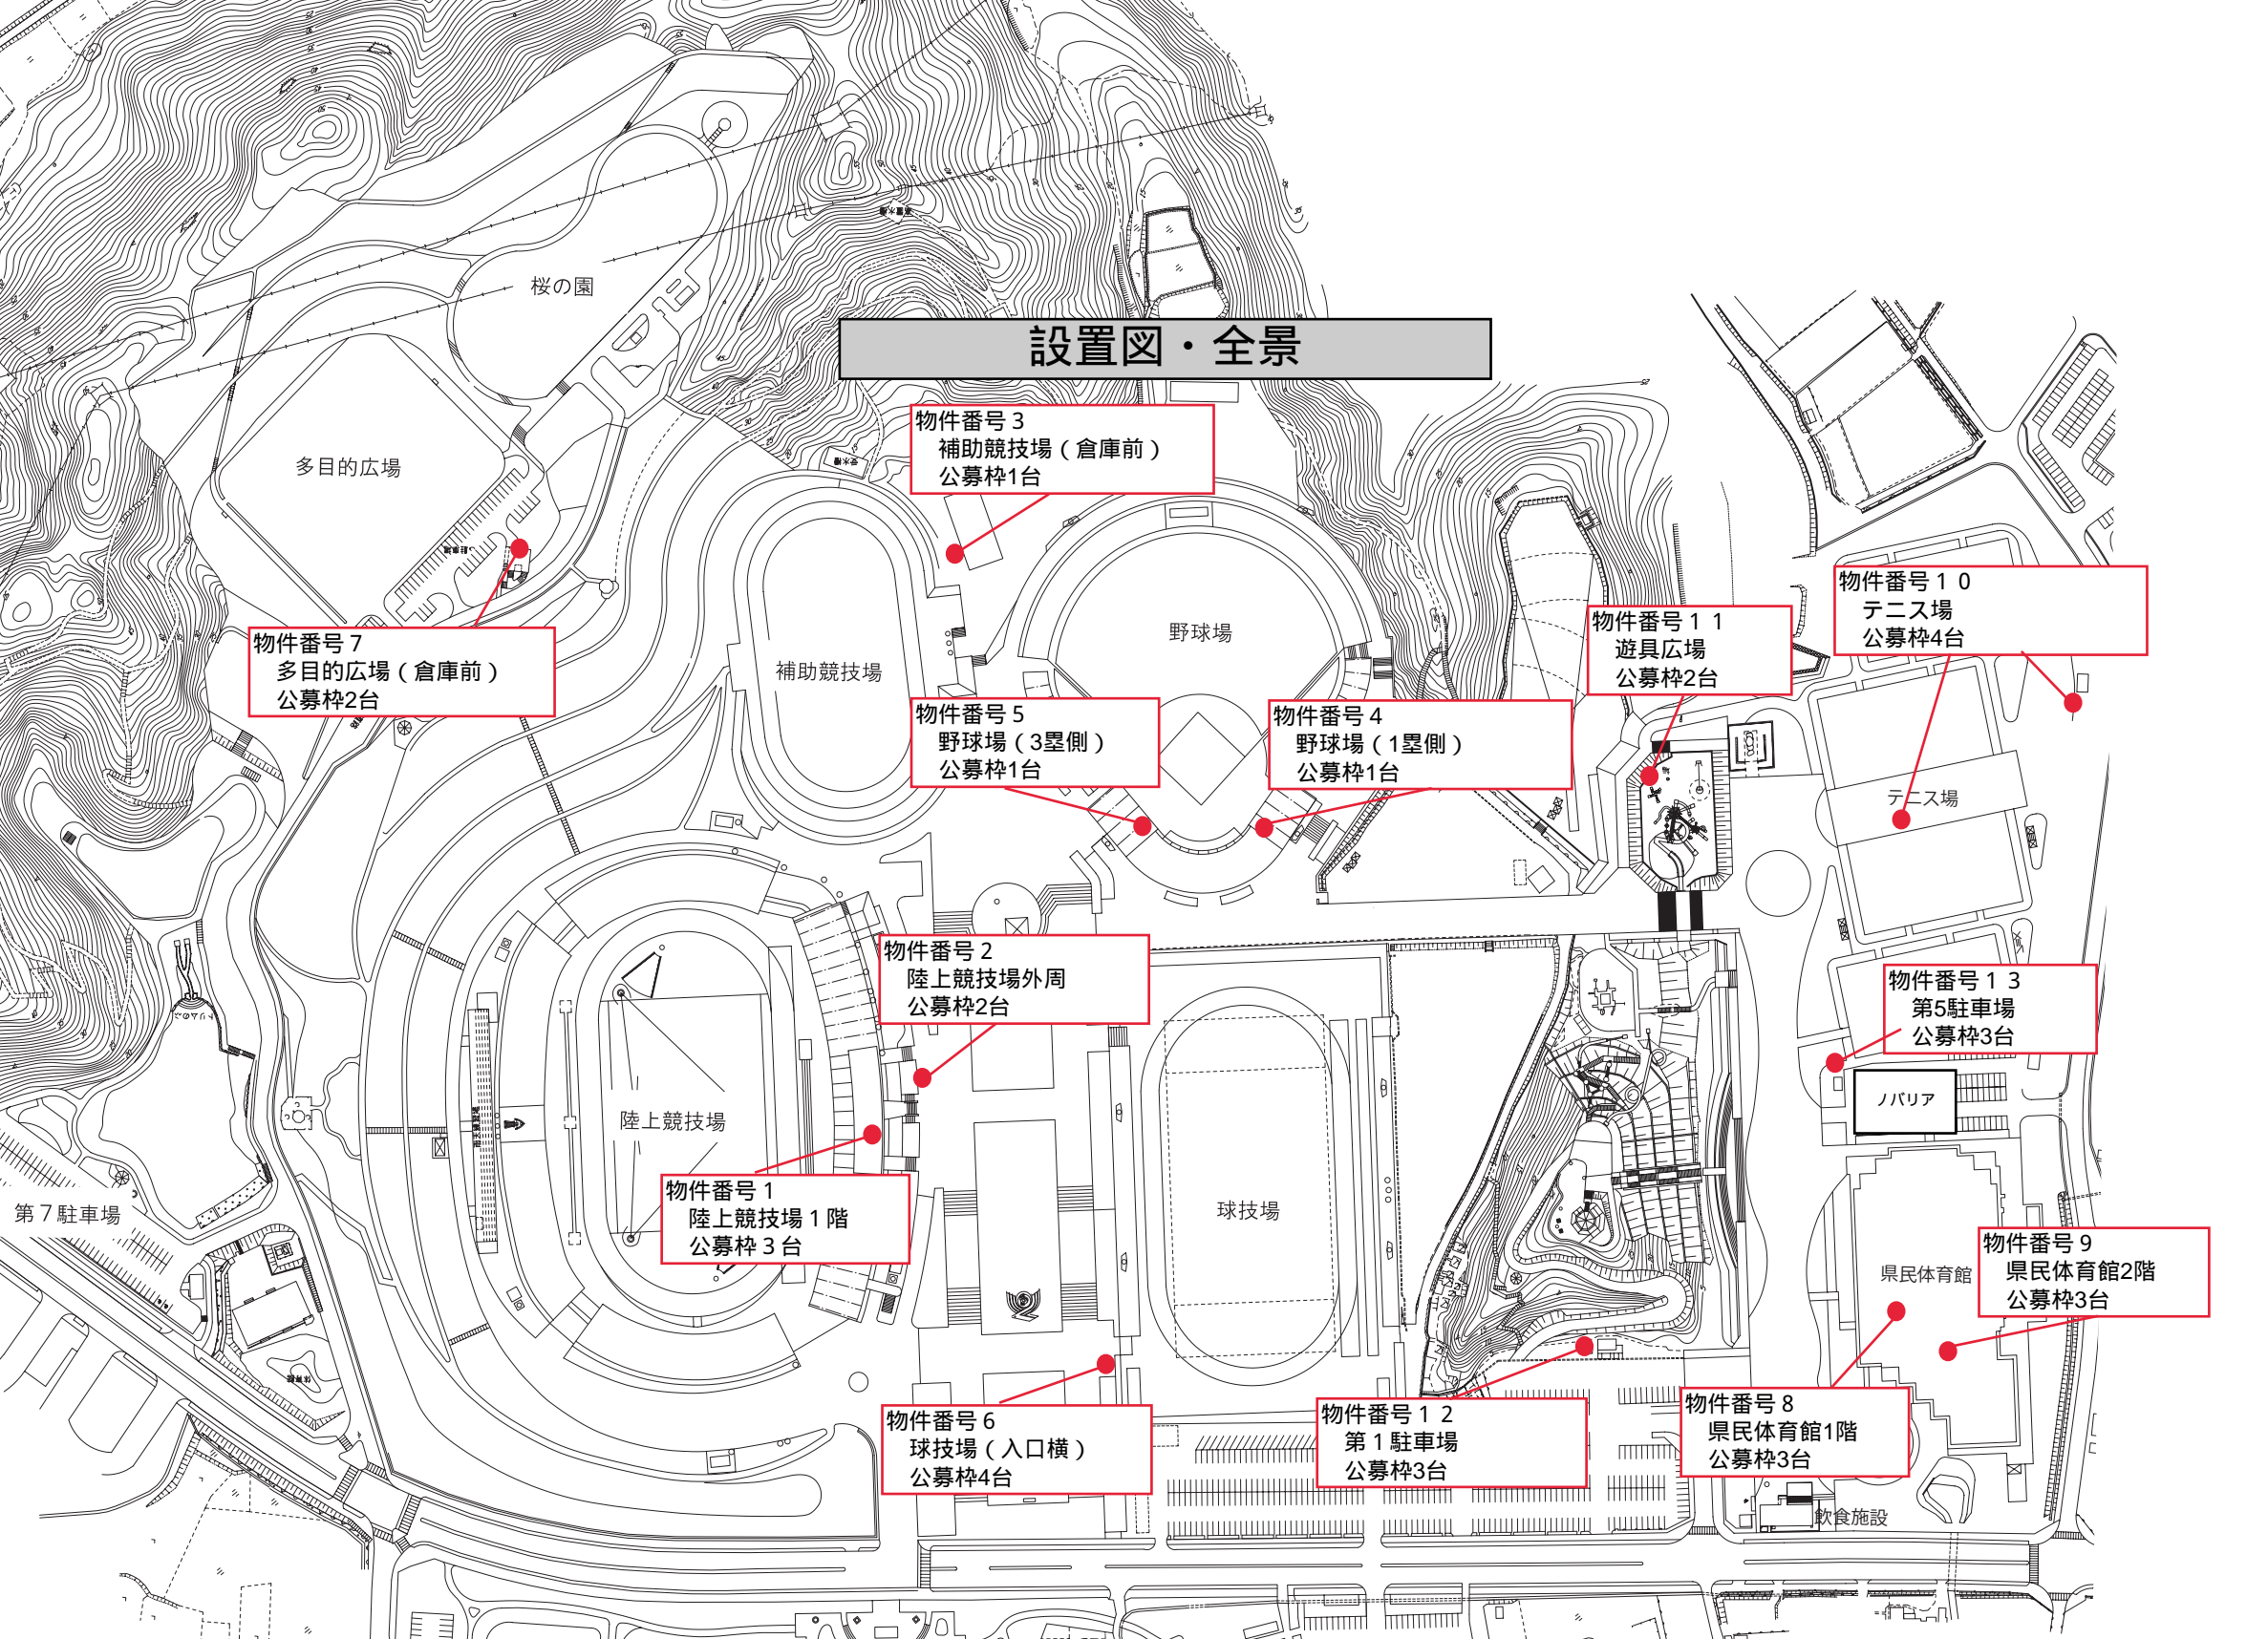 設置図・全景
桜の園
多目的広場
物件番号３
補助競技場（倉庫前）
公募枠1台
受水槽
駐車場
物件番号７
多目的広場（倉庫前）
公募枠2台
補助競技場
野球場
物件番号５
野球場（3塁側）
公募枠1台
物件番号４
野球場（1塁側）
公募枠1台
物件番号１１
遊具広場
公募枠2台
物件番号１０
テニス場
公募枠4台
テニス場
物件番号２
陸上競技場外周
公募枠2台
物件番号１３
第5駐車場
公募枠3台
ノバリア
陸上競技場
物件番号１
陸上競技場１階
公募枠３台
球技場
第７駐車場
物件番号９
県民体育館2階
公募枠3台
県民体育館
物件番号６
球技場（入口横）
公募枠4台
物件番号１２
第１駐車場
公募枠3台
物件番号８
県民体育館1階
公募枠3台
飲食施設